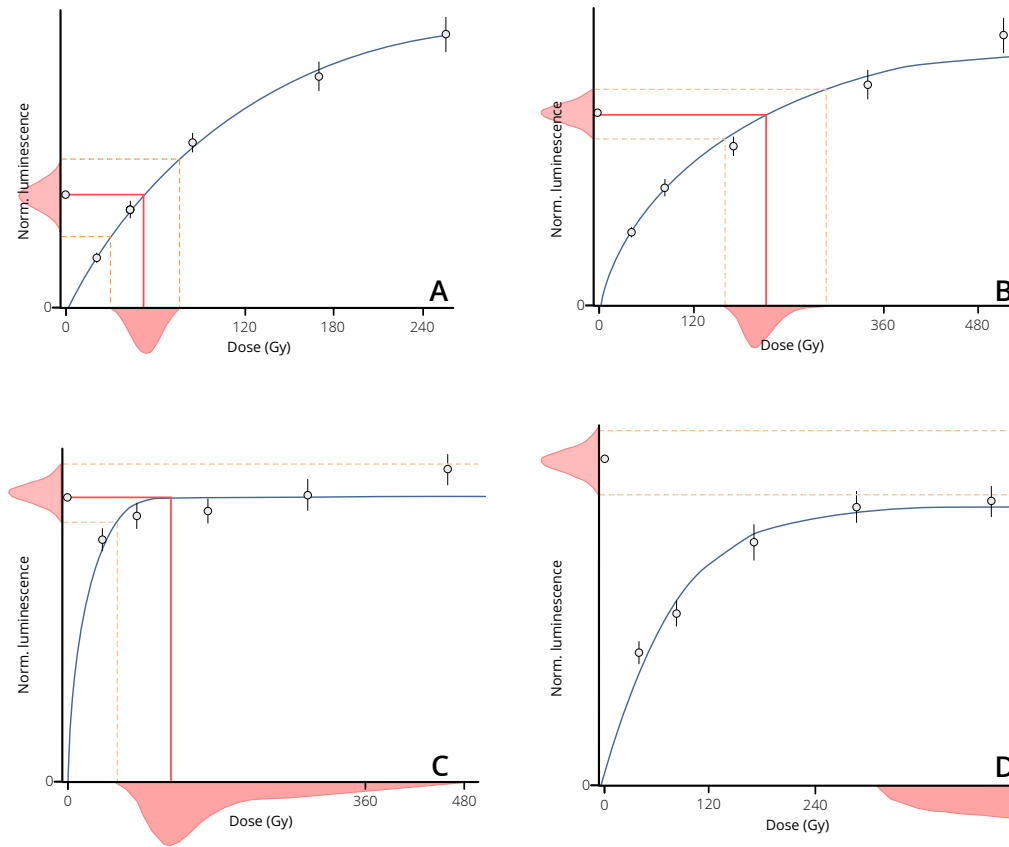 Norm. luminescence
A
0
0 120 180 240
Dose (Gy)
Norm. luminescence
B
0
0 120 360 480
Dose (Gy)
Norm. luminescence
C
0
0 360 480
Dose (Gy)
Norm. luminescence
D
0
0 120 240
Dose (Gy)